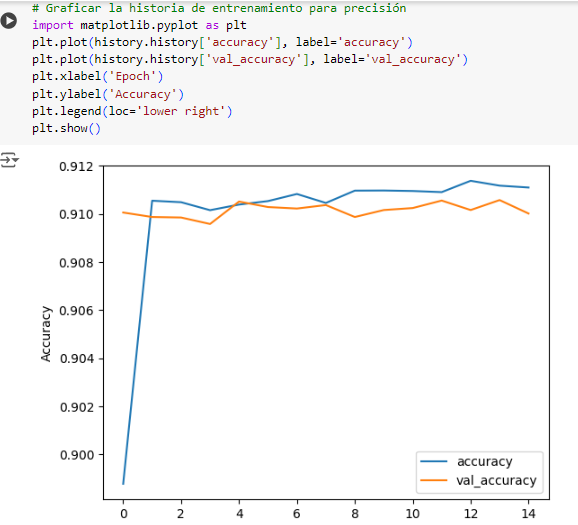 # Graficar la historia de entrenamiento para precisión
import matplotlib.pyplot as plt
plt.plot(history.history['accuracy'], label='accuracy')
plt.plot(history.history['val_accuracy'], label='val_accuracy')
plt.xlabel('Epoch')
plt.ylabel('Accuracy')
plt.legend(loc='lower right')
plt.show()
0.912
0.910
0.908
0.906
0.904
0.902
0.900
Accuracy
accuracy
val_accuracy
0 2 4 6 8 10 12 14